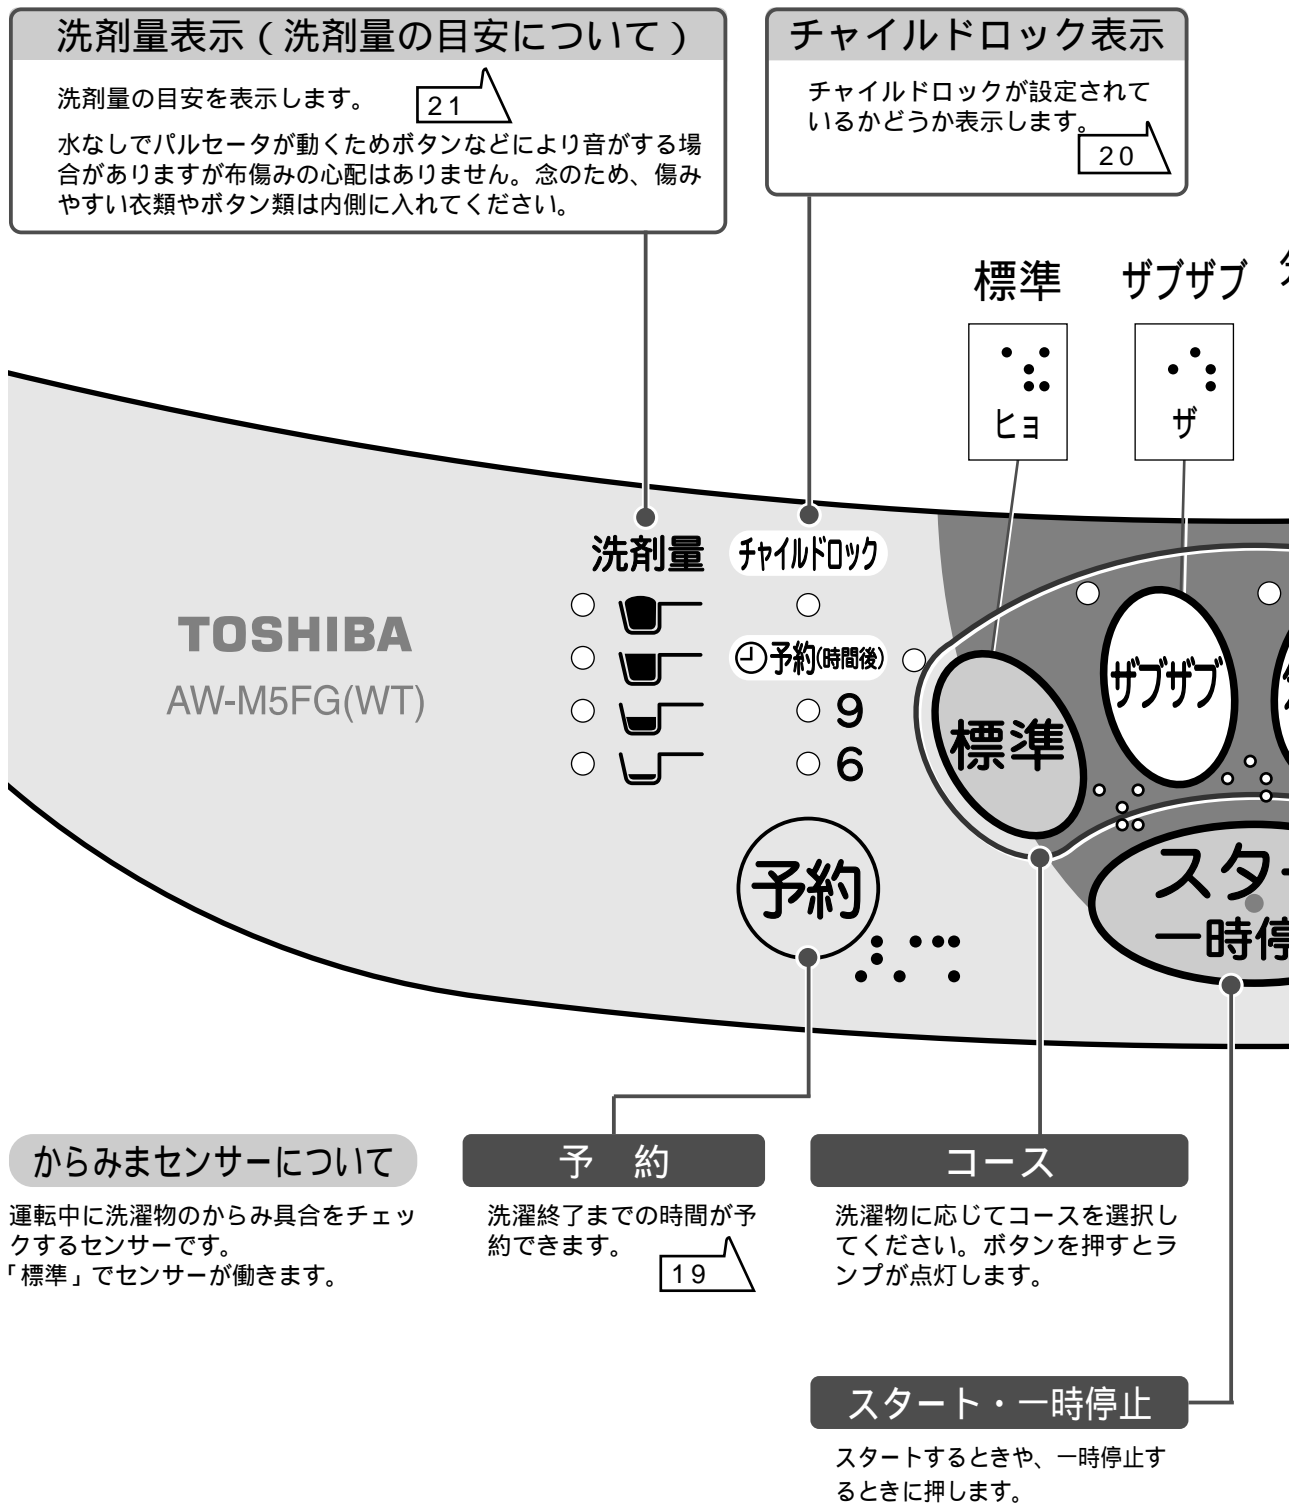 洗剤量表示(洗剤量の目安について)
洗剤量の目安を表示します。
21
水なしでパルセータが動くためボタンなどにより音がする場
合がありますが布傷みの心配はありません。念のため、傷み
やすい衣類やボタン類は内側に入れてください。
チャイルドロック表示
チャイルドロックが設定されて
いるかどうか表示します。
20
標準
ザブザブ
ヒョ
ザ
洗剤量
チャイルドロック
TOSHIBA
AW-M5FG(WT)
予約(時間後)
9
6
標準
ザブザブ
予約
スター
一時停
からみまセンサーについて
運転中に洗濯物のからみ具合をチェッ
クするセンサーです。
「標準」でセンサーが働きます。
予 約
洗濯終了までの時間が予
約できます。
19
コース
洗濯物に応じてコースを選択し
てください。ボタンを押すとラ
ンプが点灯します。
スタート・一時停止
スタートするときや、一時停止す
るときに押します。